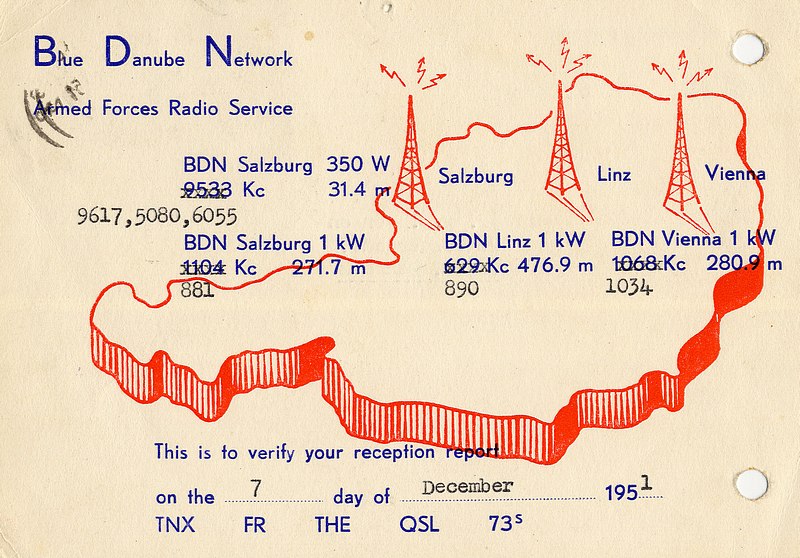 Blue Danube Network
Armed Forces Radio Service
BDN Salzburg 350 W
9533 Kc 31.4 m
9617,5080,6055
Salzburg
Linz
Vienna
BDN Salzburg 1 kW
1104 Kc 271.7 m
881
BDN Linz 1 kW
629 Kc 476.9 m
890
BDN Vienna 1 kW
1068 Kc 280.9 m
1034
This is to verify your reception report
on the 7 day of December 1951
TNX FR THE QSL 73s